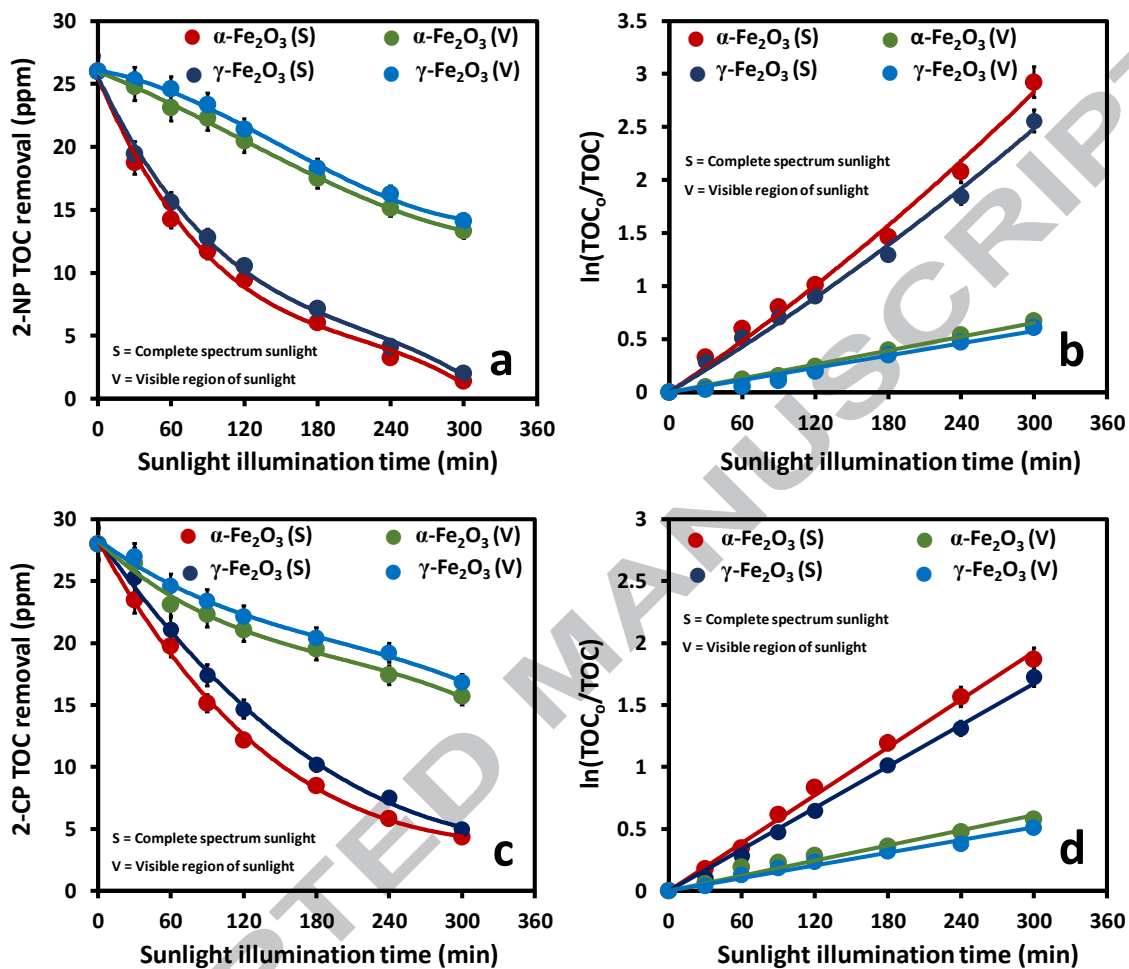 30
25
20
15
10
5
0
2-NP TOC removal (ppm)
α-Fe₂O₃ (S)
α-Fe₂O₃ (V)
γ-Fe₂O₃ (S)
γ-Fe₂O₃ (V)
S = Complete spectrum sunlight
V = Visible region of sunlight
a
0 60 120 180 240 300 360
Sunlight illumination time (min)
3.5
3
2.5
2
1.5
1
0.5
0
ln(TOCₒ/TOC)
α-Fe₂O₃ (S)
α-Fe₂O₃ (V)
γ-Fe₂O₃ (S)
γ-Fe₂O₃ (V)
S = Complete spectrum sunlight
V = Visible region of sunlight
b
0 60 120 180 240 300 360
Sunlight illumination time (min)
30
25
20
15
10
5
0
2-CP TOC removal (ppm)
α-Fe₂O₃ (S)
α-Fe₂O₃ (V)
γ-Fe₂O₃ (S)
γ-Fe₂O₃ (V)
S = Complete spectrum sunlight
V = Visible region of sunlight
c
0 60 120 180 240 300 360
Sunlight illumination time (min)
3
2.5
2
1.5
1
0.5
0
ln(TOCₒ/TOC)
α-Fe₂O₃ (S)
α-Fe₂O₃ (V)
γ-Fe₂O₃ (S)
γ-Fe₂O₃ (V)
S = Complete spectrum sunlight
V = Visible region of sunlight
d
0 60 120 180 240 300 360
Sunlight illumination time (min)
PTED MANUSCRIPT